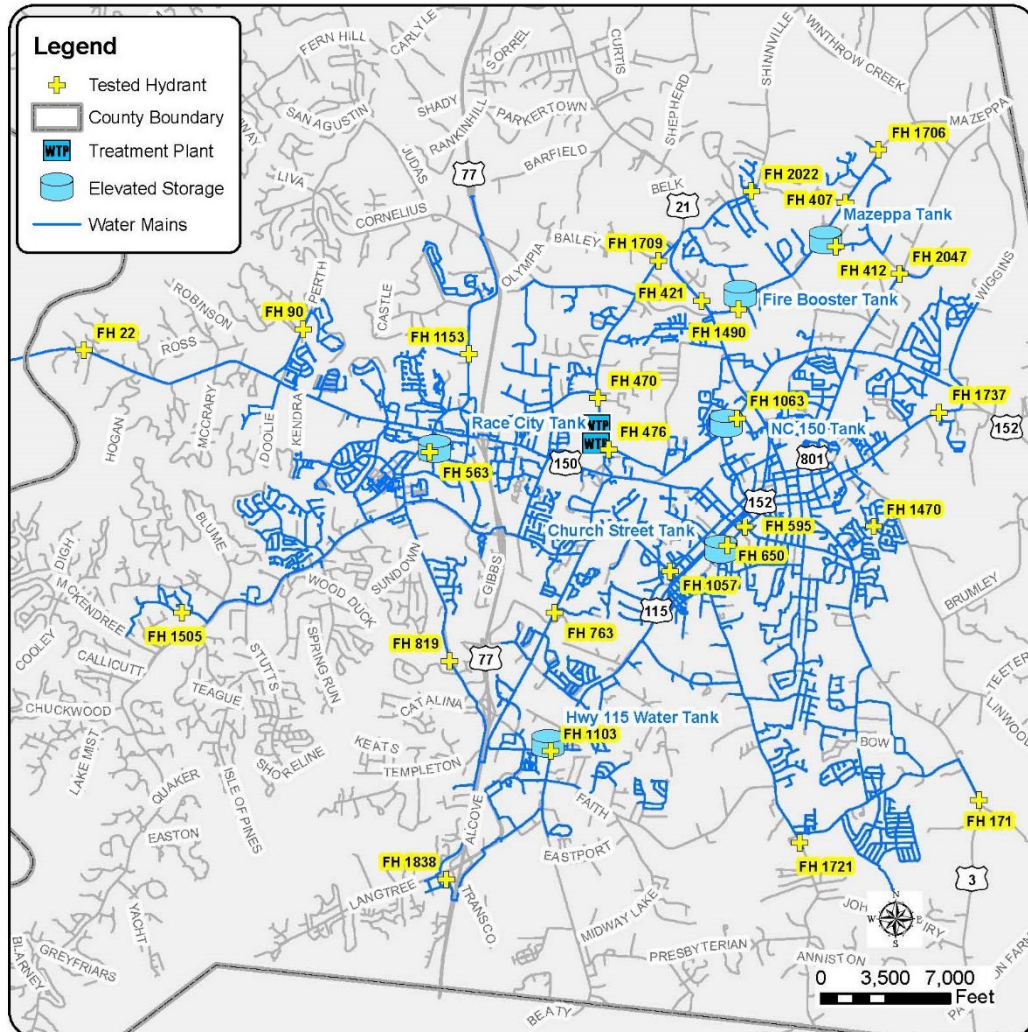 Legend
Tested Hydrant
County Boundary
WTP
Treatment Plant
Elevated Storage
Water Mains
FERN HILL
CARLYLE
SORREL
CURTIS
SHINNVILLE
WINTHROW CREEK
SAN AGUSTIN
SHADY
RANKINHILL
PARKERTOWN
SHEPHERD
MAZEPPA
JUDAS
BARFIELD
FH 1706
LIVA
77
BELK
FH 2022
CORNELIUS
21
FH 407
Mazeppa Tank
PERTH
OLYMPIA
BAILEY
FH 1709
FH 412
FH 2047
WIGGINS
ROBINSON
CASTLE
FH 421
Fire Booster Tank
FH 90
FH 22
ROSS
FH 1153
FH 1490
HOGAN
MCCRARY
DOOLIE
KENDRA
FH 470
FH 1063
FH 1737
Race City Tank
WTP
WTP
FH 476
NC 150 Tank
152
FH 563
150
801
BLUME
152
DIGH
SUNDOWN
GIBBS
Church Street Tank
FH 595
FH 1470
MCKENDREE
WOOD DUCK
FH 650
FH 1057
COOLEY
FH 1505
FH 763
115
BRUMLEY
CALLICUTT
STUTTS
SPRING RUN
FH 819
77
TEETER
CHUCKWOOD
TEAGUE
CATALINA
LINWOOD
LAKE MIST
SHORELINE
KEATS
Hwy 115 Water Tank
FH 1103
BOW
QUAKER
ISLE OF PINES
TEMPLETON
FAITH
FH 171
EASTON
ALCOVE
EASTPORT
FH 1721
FH 1838
LANGTREE
TRANSCO
3
YACHT
MIDWAY LAKE
N
W E
S
BLARNEY
GREYFRIARS
PRESBYTERIAN
ANNISTON
0 3,500 7,000
Feet
BEATY